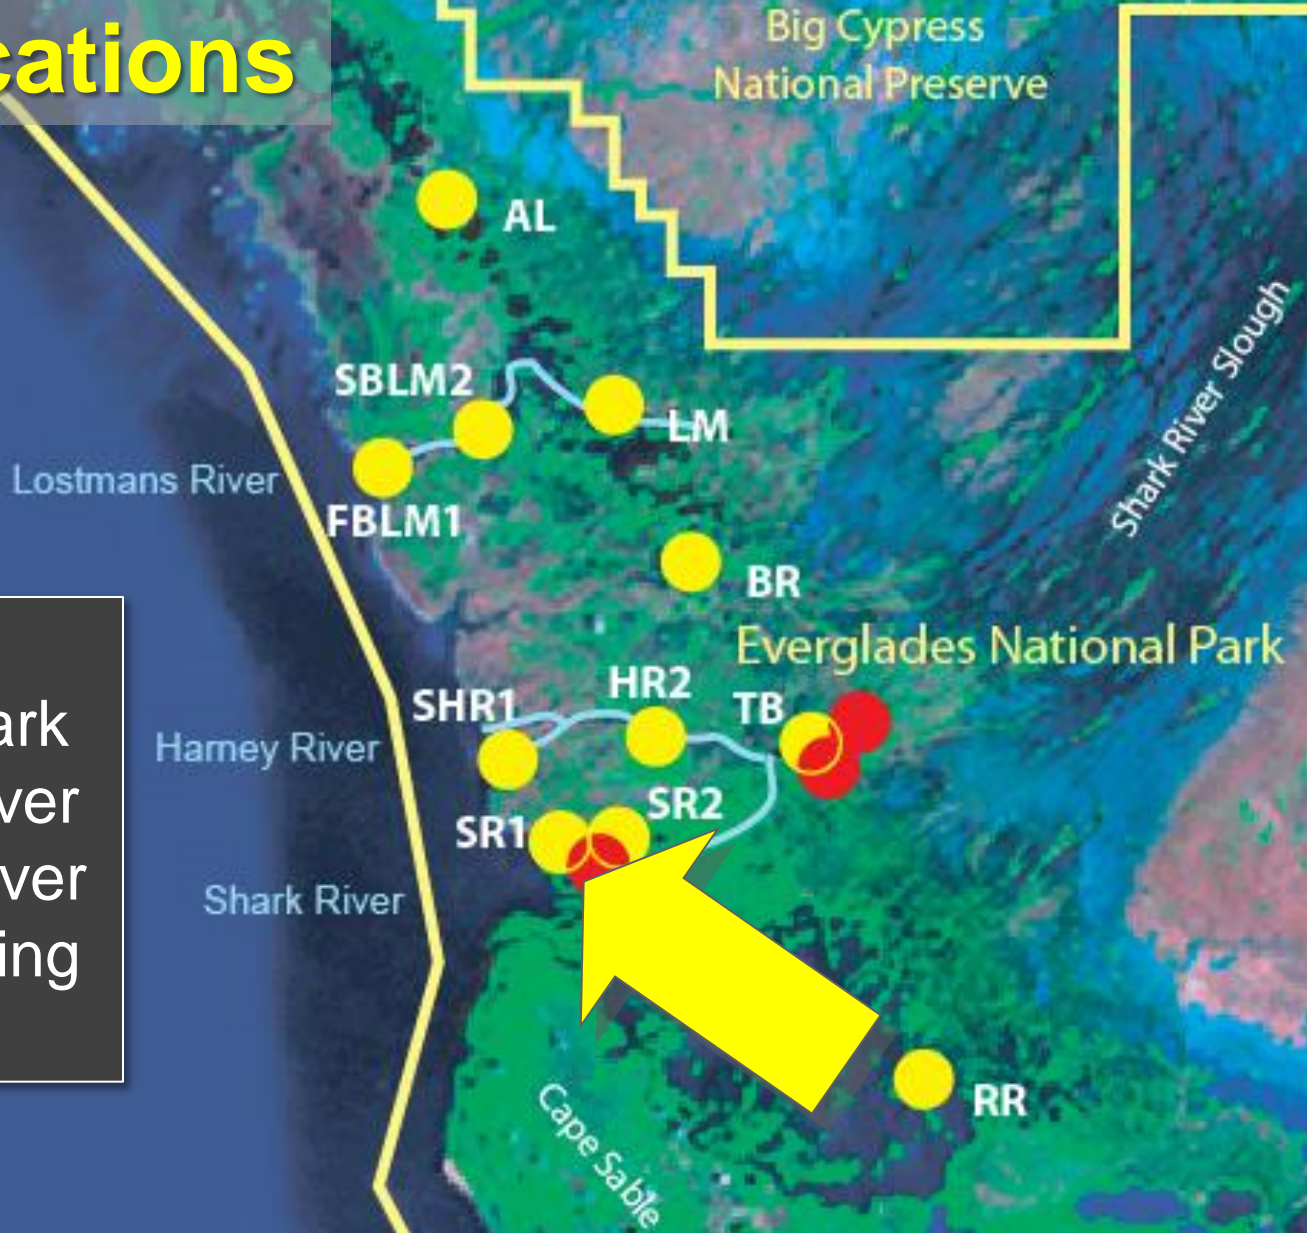 cations
Big Cypress
National Preserve
AL
SBLM2
LM
Shark River Slough
Lostmans River
FBLM1
BR
Everglades National Park
HR2
SHR1
TB
Harney River
SR2
SR1
Shark River
ark
ver
ver
ing
RR
Cape Sable